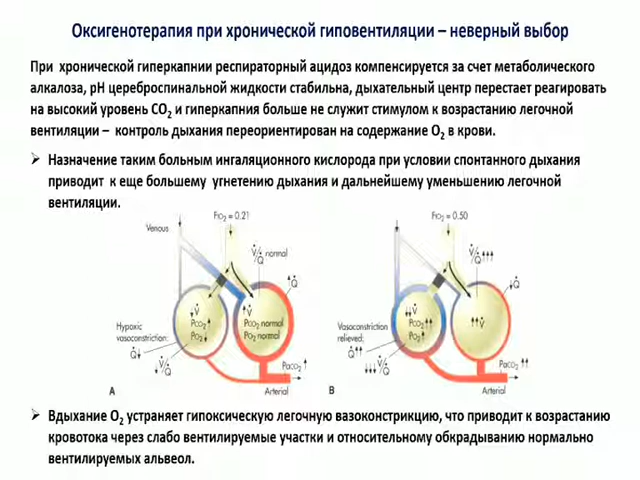 Оксигенотерапия при хронической гиповентиляции – неверный выбор
При хронической гиперкапнии респираторный ацидоз компенсируется за счет метаболического
алкалоза, pH цереброспинальной жидкости стабильна, дыхательный центр перестает реагировать
на высокий уровень CO2 и гиперкапния больше не служит стимулом к возрастанию легочной
вентиляции – контроль дыхания переориентирован на содержание O2 в крови.
➢ Назначение таким больным ингаляционного кислорода при условии спонтанного дыхания
приводит к еще большему угнетению дыхания и дальнейшему уменьшению легочной
вентиляции.
FIO2 = 0.21
Venous
V̇/Q̇ normal
↑Q̇
↓V̇
PCO2↑
PO2↓
↑V̇
PCO2 normal
PO2 normal
Hypoxic
vasoconstriction:
Q̇↓
↓V̇/Q̇
PaCO2 ↑
A
Arterial
FIO2 = 0.50
V̇/Q̇ ↑↑↑
↓Q̇
↓↓V̇
PCO2↑↑
PO2↑
↑↑V̇
Vasoconstriction
relieved:
Q̇↑↑
↓↓↓V̇/Q̇
PaCO2 ↑↑
B
Arterial
➢ Вдыхание O2 устраняет гипоксическую легочную вазоконстрикцию, что приводит к возрастанию
кровотока через слабо вентилируемые участки и относительному обкрадыванию нормально
вентилируемых альвеол.